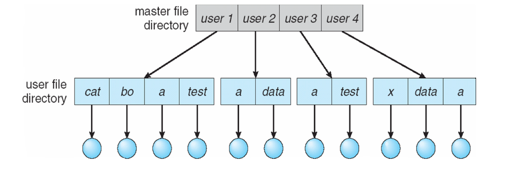 master file
directory
user 1 user 2 user 3 user 4
user file
directory
cat bo a test a data a test x data a